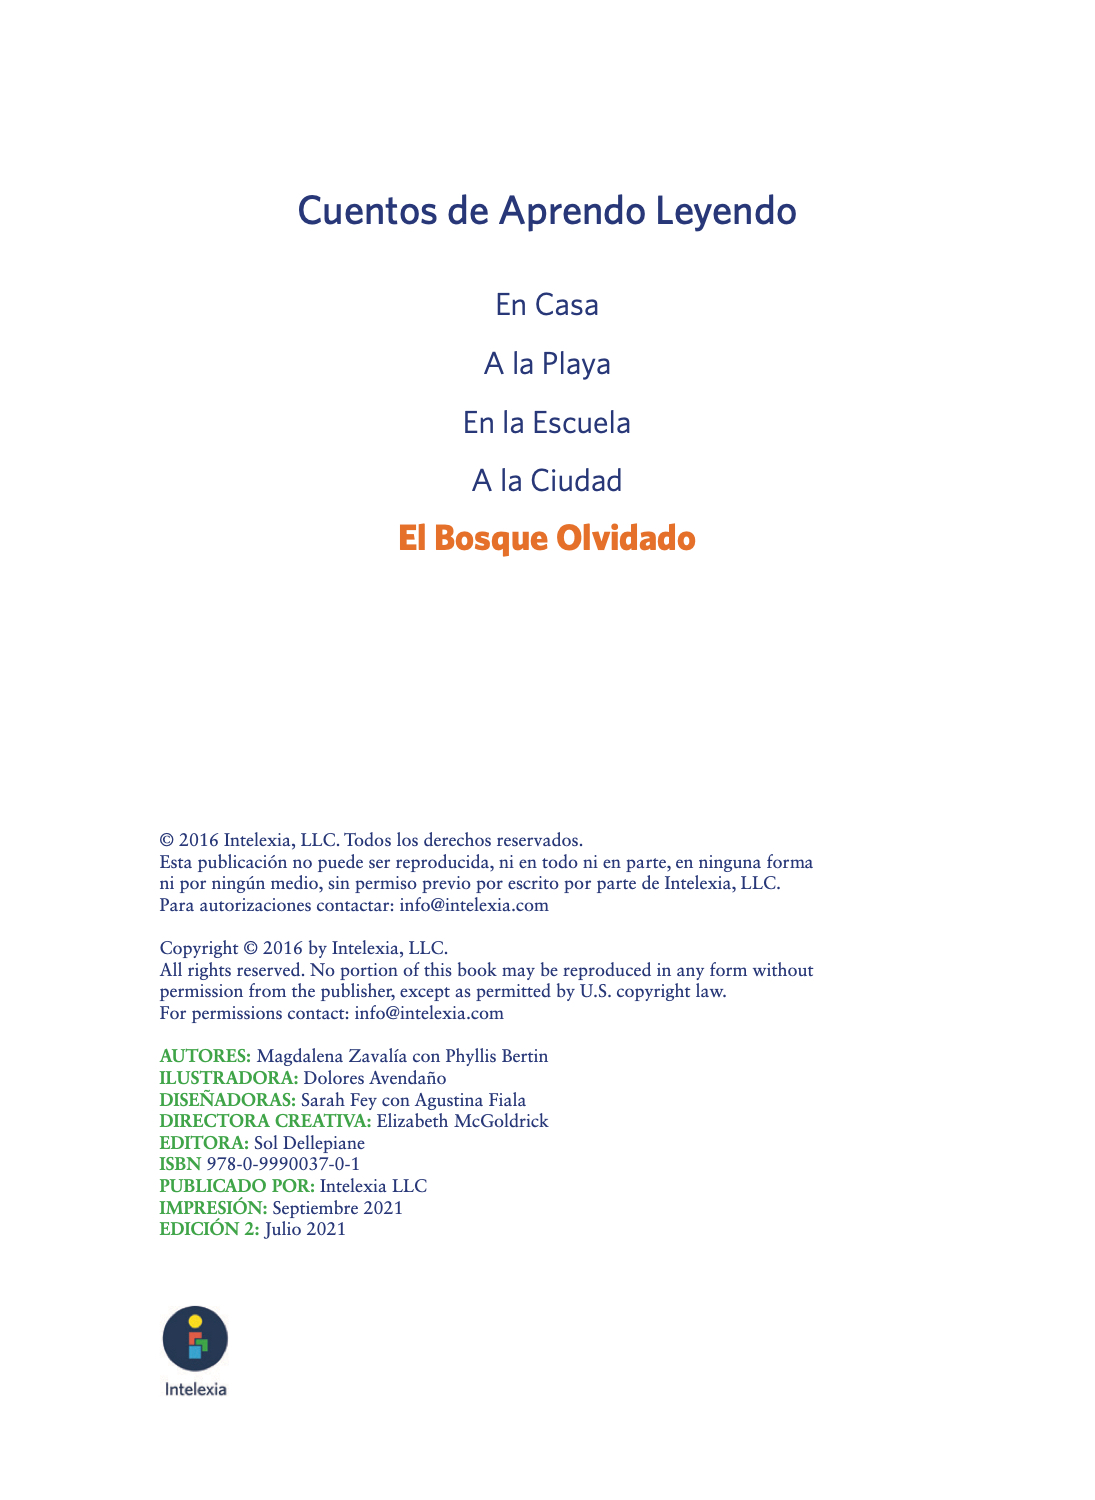 Cuentos de Aprendo Leyendo
En Casa
A la Playa
En la Escuela
A la Ciudad
El Bosque Olvidado
© 2016 Intelexia, LLC. Todos los derechos reservados.
Esta publicación no puede ser reproducida, ni en todo ni en parte, en ninguna forma
ni por ningún medio, sin permiso previo por escrito por parte de Intelexia, LLC.
Para autorizaciones contactar: info@intelexia.com
Copyright © 2016 by Intelexia, LLC.
All rights reserved. No portion of this book may be reproduced in any form without
permission from the publisher, except as permitted by U.S. copyright law.
For permissions contact: info@intelexia.com
AUTORES: Magdalena Zavalía con Phyllis Bertin
ILUSTRADORA: Dolores Avendaño
DISEÑADORAS: Sarah Fey con Agustina Fiala
DIRECTORA CREATIVA: Elizabeth McGoldrick
EDITORA: Sol Dellepiane
ISBN 978-0-9990037-0-1
PUBLICADO POR: Intelexia LLC
IMPRESIÓN: Septiembre 2021
EDICIÓN 2: Julio 2021
Intelexia